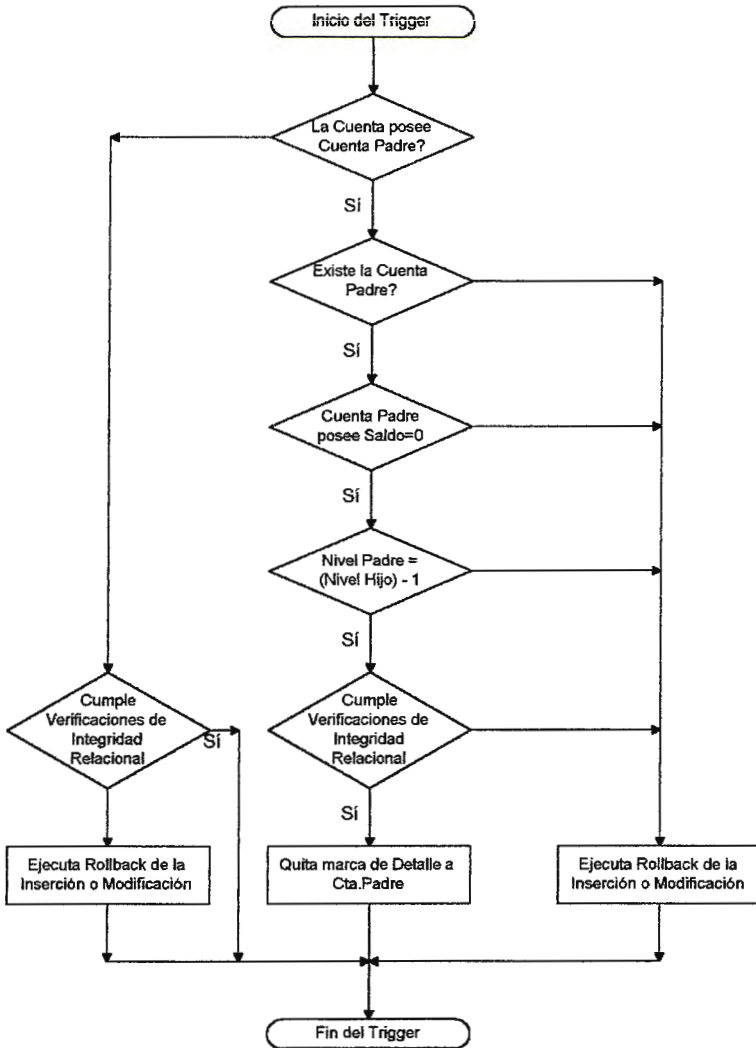 Inicio del Trigger
La Cuenta posee
Cuenta Padre?
Sí
Existe la Cuenta
Padre?
Sí
Cuenta Padre
posee Saldo=0
Sí
Nivel Padre =
(Nivel Hijo) - 1
Sí
Cumple
Verificaciones de
Integridad
Relacional
Sí
Cumple
Verificaciones de
Integridad
Relacional
Sí
Ejecuta Rollback de la
Inserción o Modificación
Quita marca de Detalle a
Cta.Padre
Ejecuta Rollback de la
Inserción o Modificación
Fin del Trigger